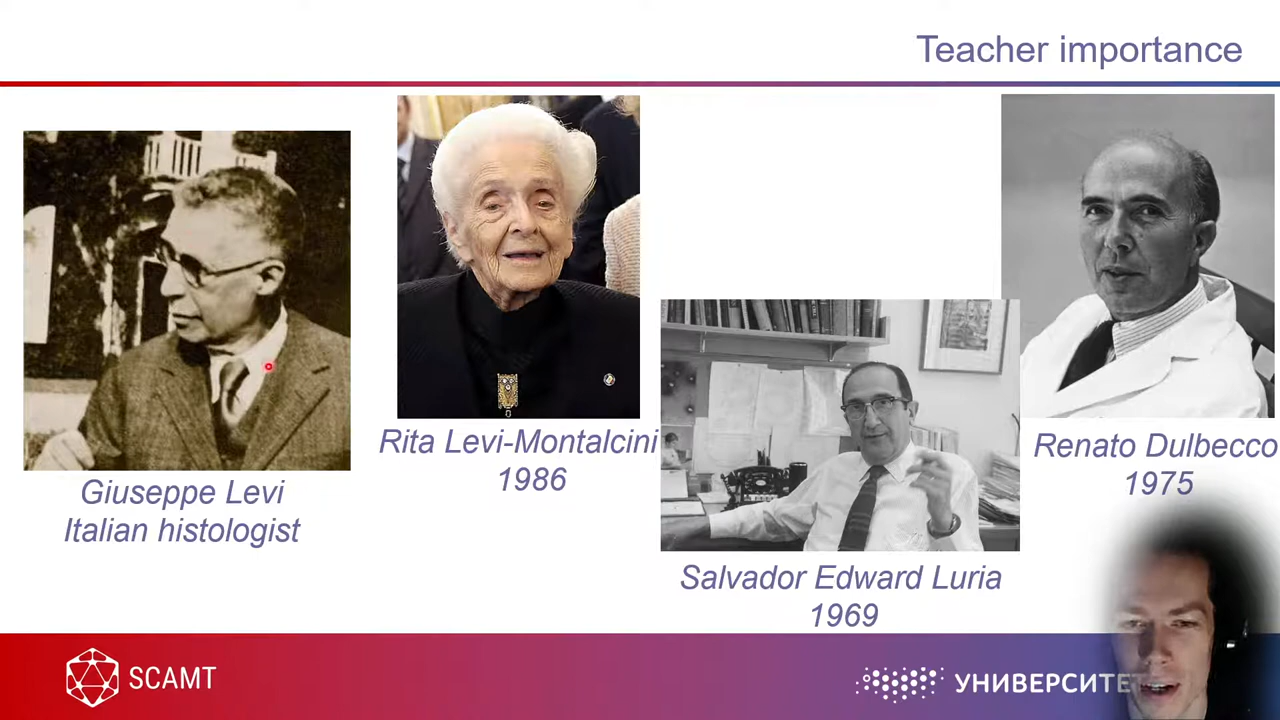 Teacher importance
Giuseppe Levi
Italian histologist
Rita Levi-Montalcini
1986
Salvador Edward Luria
1969
Renato Dulbecco
1975
SCAMT
УНИВЕРСИТЕТ